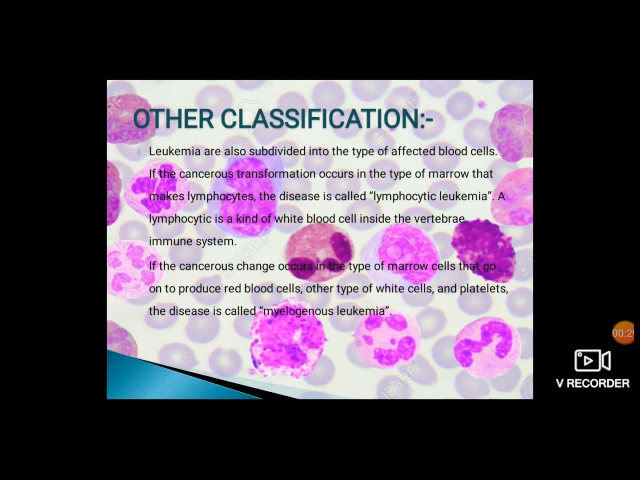 OTHER CLASSIFICATION:-
Leukemia are also subdivided into the type of affected blood cells.
If the cancerous transformation occurs in the type of marrow that
makes lymphocytes, the disease is called “lymphocytic leukemia”. A
lymphocytic is a kind of white blood cell inside the vertebrae
immune system.
If the cancerous change occurs in the type of marrow cells that go
on to produce red blood cells, other type of white cells, and platelets,
the disease is called “myelogenous leukemia”.
V RECORDER